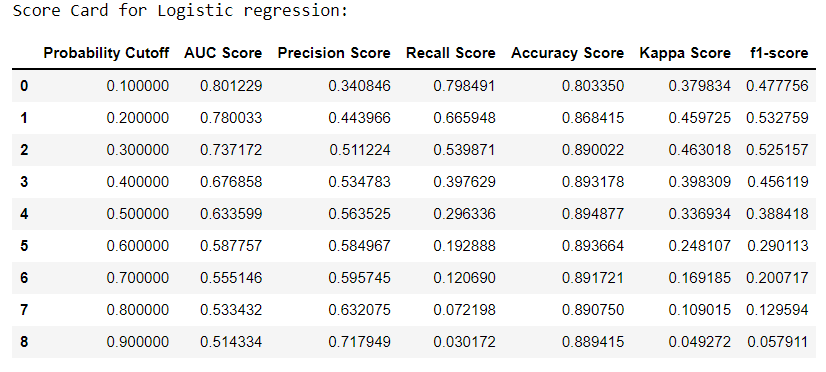 Score Card for Logistic regression:
Probability Cutoff AUC Score Precision Score Recall Score Accuracy Score Kappa Score f1-score
0 0.100000 0.801229 0.340846 0.798491 0.803350 0.379834 0.477756
1 0.200000 0.780033 0.443966 0.665948 0.868415 0.459725 0.532759
2 0.300000 0.737172 0.511224 0.539871 0.890022 0.463018 0.525157
3 0.400000 0.676858 0.534783 0.397629 0.893178 0.398309 0.456119
4 0.500000 0.633599 0.563525 0.296336 0.894877 0.336934 0.388418
5 0.600000 0.587757 0.584967 0.192888 0.893664 0.248107 0.290113
6 0.700000 0.555146 0.595745 0.120690 0.891721 0.169185 0.200717
7 0.800000 0.533432 0.632075 0.072198 0.890750 0.109015 0.129594
8 0.900000 0.514334 0.717949 0.030172 0.889415 0.049272 0.057911